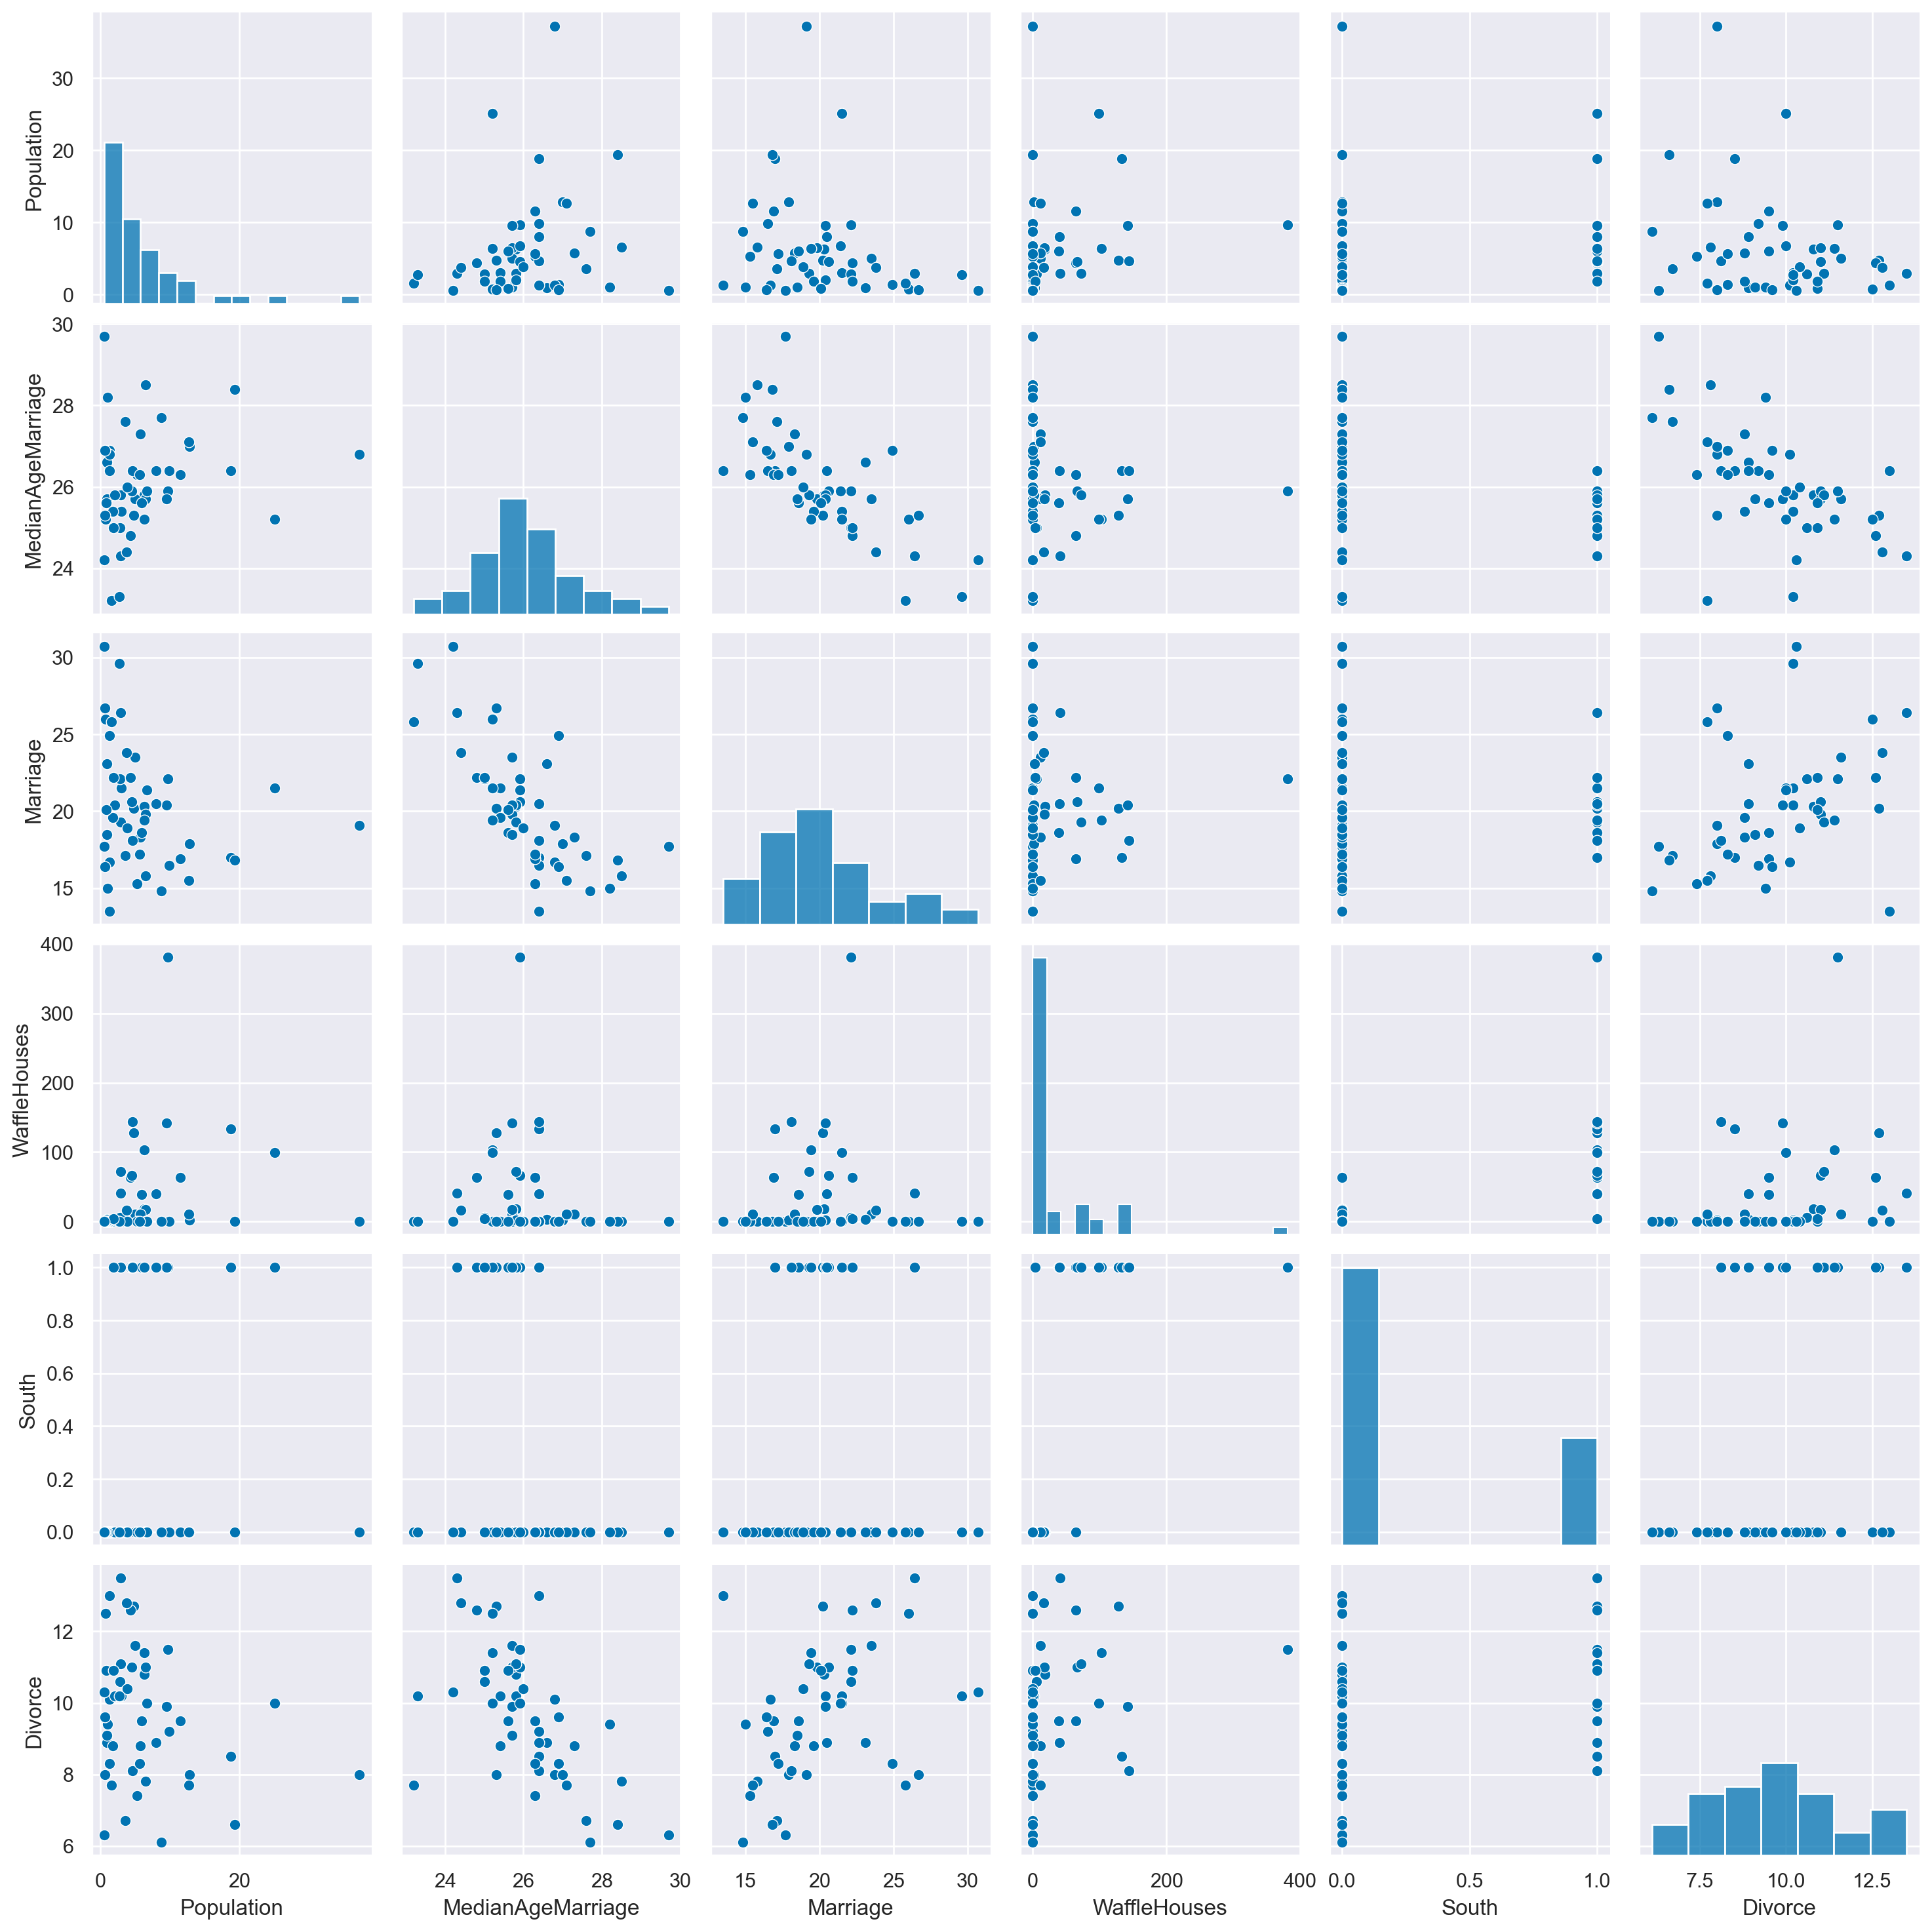 Population
30
20
10
0
MedianAgeMarriage
30
28
26
24
Marriage
30
25
20
15
WaffleHouses
400
300
200
100
0
South
1.0
0.8
0.6
0.4
0.2
0.0
Divorce
12
10
8
6
0 20
24 26 28 30
15 20 25 30
0 200 400
0.0 0.5 1.0
7.5 10.0 12.5
Population MedianAgeMarriage Marriage WaffleHouses South Divorce